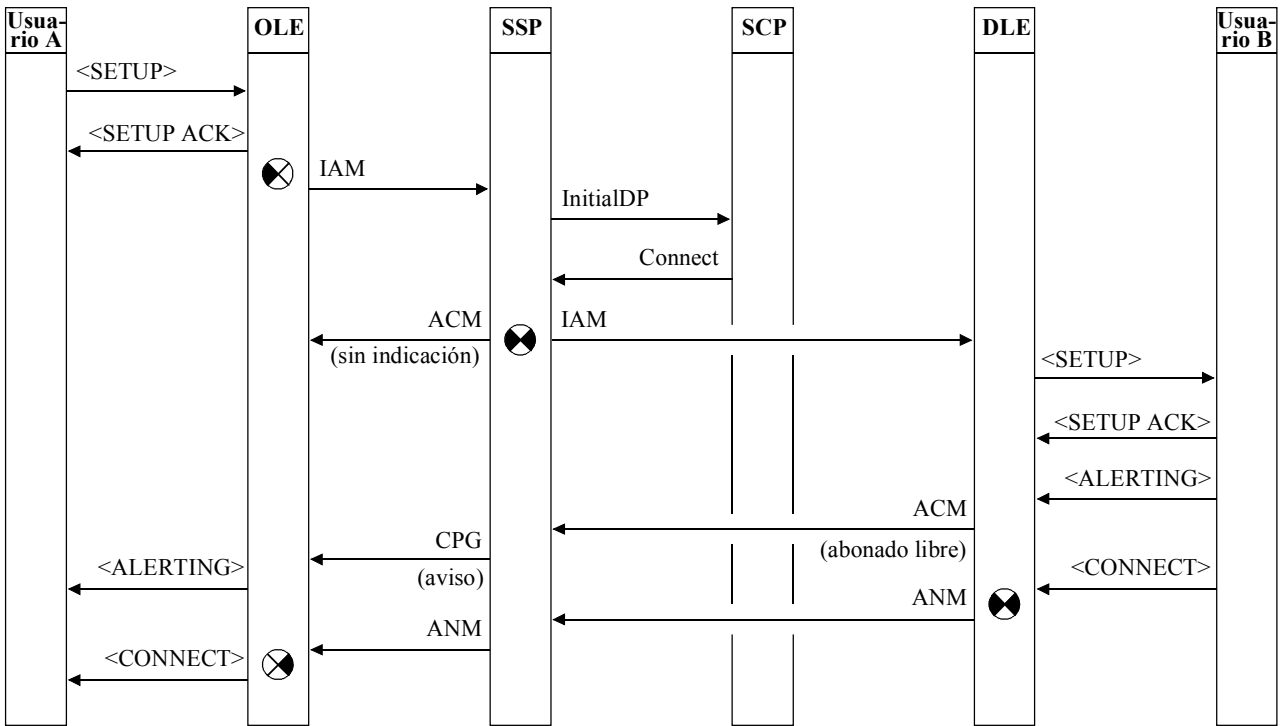 Usua-
rio A
OLE
SSP
SCP
DLE
Usua-
rio B
<SETUP>
<SETUP ACK>
IAM
InitialDP
Connect
ACM
(sin indicación)
IAM
<SETUP>
<SETUP ACK>
<ALERTING>
ACM
(abonado libre)
CPG
(aviso)
<ALERTING>
<CONNECT>
ANM
ANM
<CONNECT>